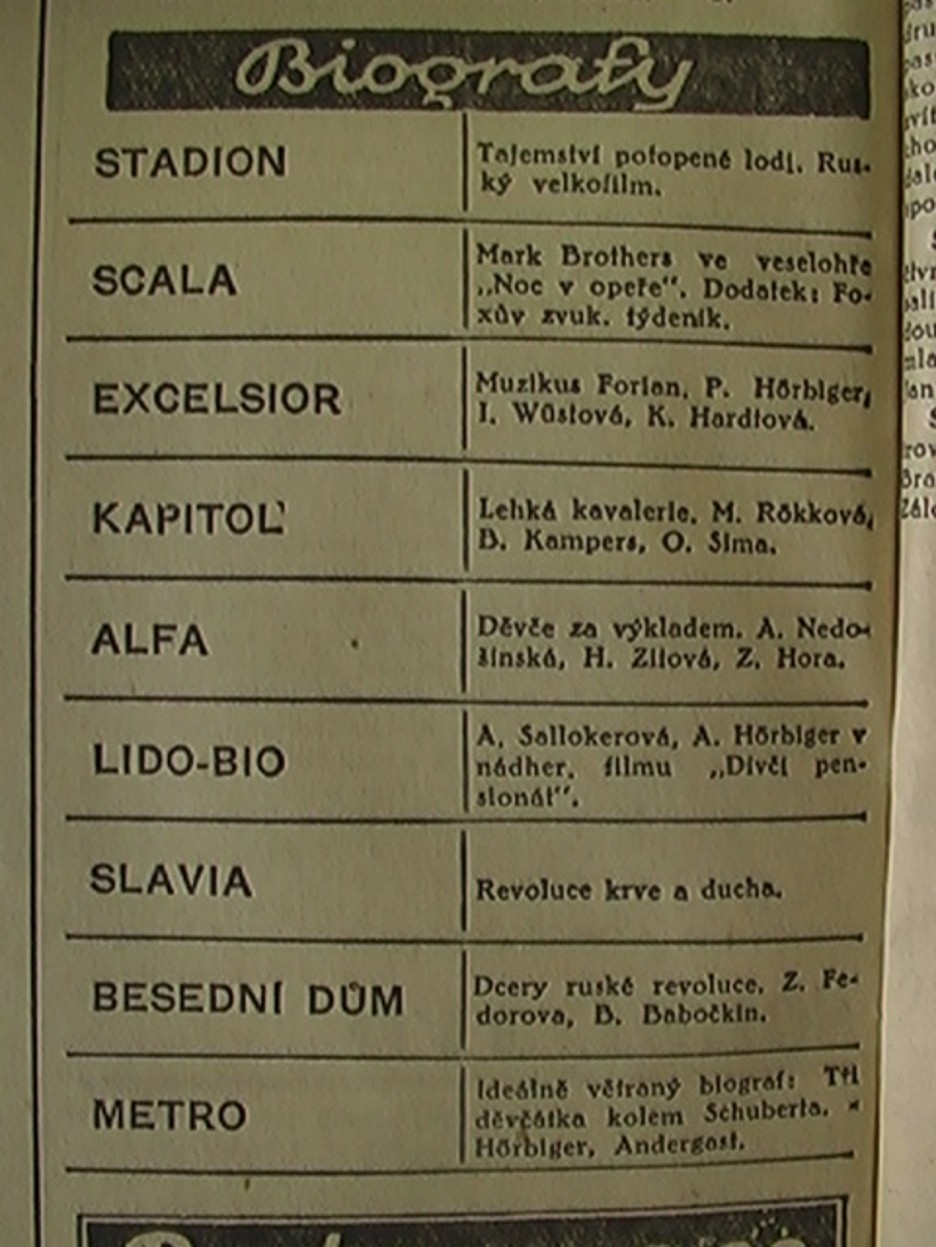 Biografy
STADION
Tajemství potopené lodi. Rus-
ký velkofilm.
SCALA
Mark Brothers ve veselohře
„Noc v opeře". Dodatek: Fo-
xův zvuk. týdeník.
EXCELSIOR
Muzikus Forian, P. Hörbiger,
I. Wüstová, K. Hardtová.
KAPITOL
Lehká kavalerie. M. Rökková,
B. Kampers, O. Sima.
ALFA
Děvče za výkladem. A. Nedo-
šinská, H. Zilová, Z. Hora.
LIDO-BIO
A. Sallokerová, A. Hörbiger v
nádher. filmu „Dívčí pen-
sionát".
SLAVIA
Revoluce krve a ducha.
BESEDNÍ DŮM
Dcery ruské revoluce. Z. Fe-
dorova, B. Babočkin.
METRO
Ideálně větraný biograf: Tři
děvčátka kolem Schuberta.
Hörbiger, Andergast.